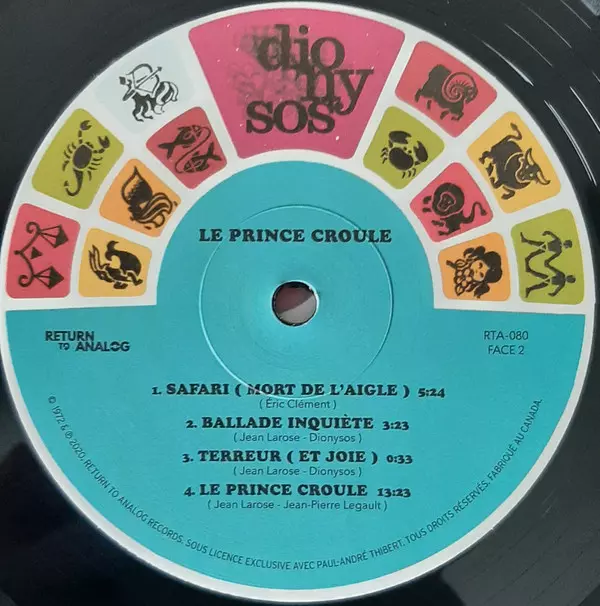 dio
ny
sos
LE PRINCE CROULE
RETURN
TO ANALOG
RTA-080
FACE 2
1. SAFARI ( MORT DE L'AIGLE ) 5:24
( Éric Clément )
2. BALLADE INQUIÈTE 3:23
( Jean Larose - Dionysos )
3. TERREUR ( ET JOIE ) 0:33
( Jean Larose - Dionysos )
4. LE PRINCE CROULE 13:23
( Jean Larose - Jean-Pierre Legault )
© 1972 & ℗ 2020, RETURN TO ANALOG RECORDS. SOUS LICENCE EXCLUSIVE AVEC PAUL-ANDRÉ THIBERT. TOUS DROITS RÉSERVÉS. FABRIQUÉ AU CANADA.